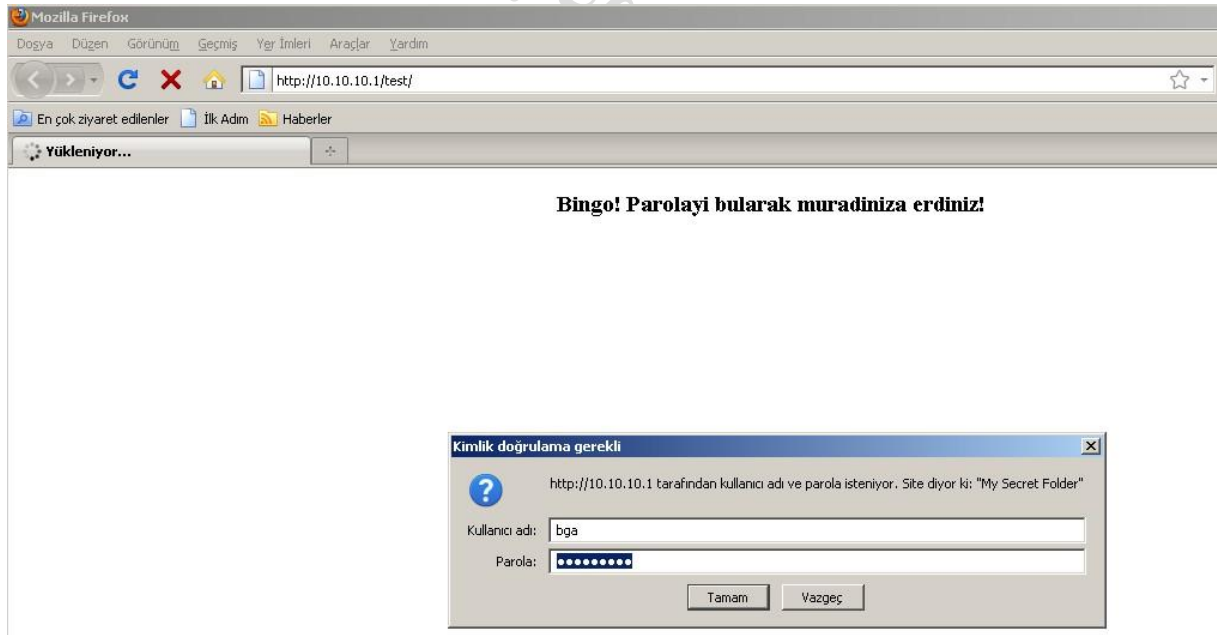 Mozilla Firefox
Dosya Düzen Görünüm Geçmiş Yer İmleri Araçlar Yardım
http://10.10.10.1/test/
En çok ziyaret edilenler İlk Adım Haberler
Yükleniyor...
Bingo! Parolayi bularak muradiniza erdiniz!
Kimlik doğrulama gerekli
http://10.10.10.1 tarafından kullanıcı adı ve parola isteniyor. Site diyor ki: "My Secret Folder"
Kullanıcı adı: bga
Parola: •••••••••
Tamam Vazgeç